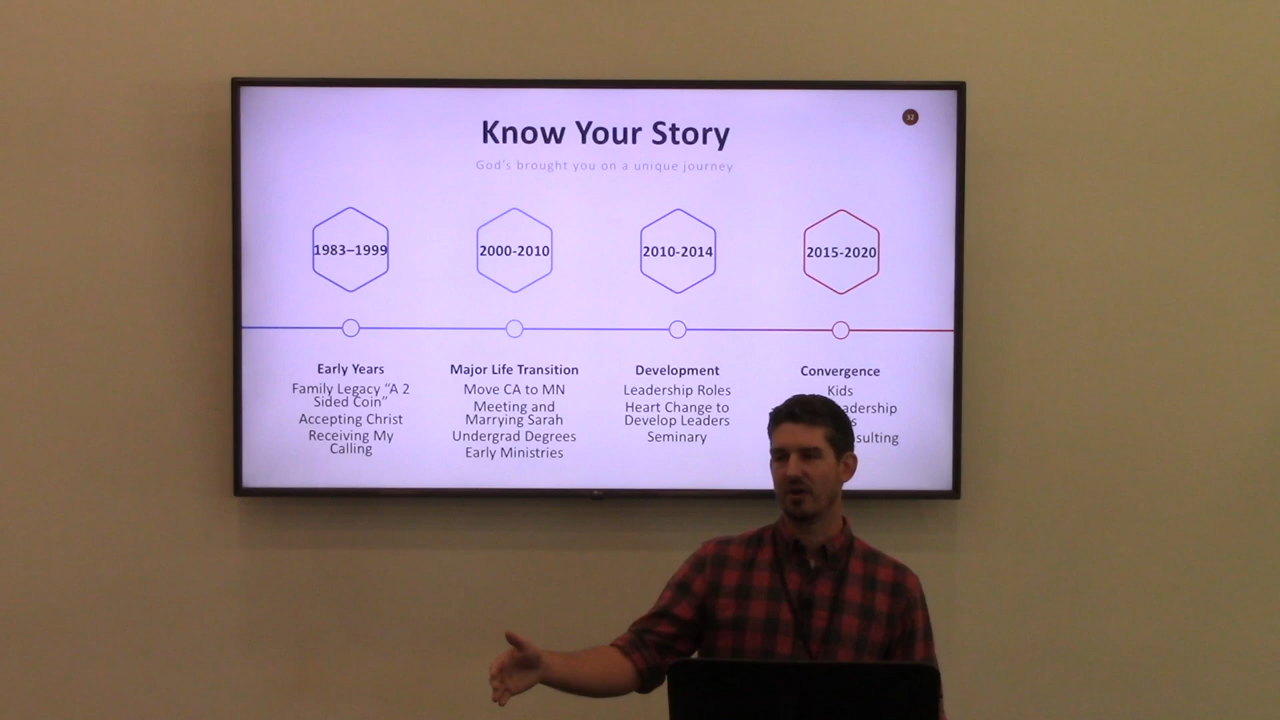 Know Your Story
32
God's brought you on a unique journey
1983–1999
2000-2010
2010-2014
2015-2020
Early Years
Family Legacy “A 2
Sided Coin”
Accepting Christ
Receiving My
Calling
Major Life Transition
Move CA to MN
Meeting and
Marrying Sarah
Undergrad Degrees
Early Ministries
Development
Leadership Roles
Heart Change to
Develop Leaders
Seminary
Convergence
Kids